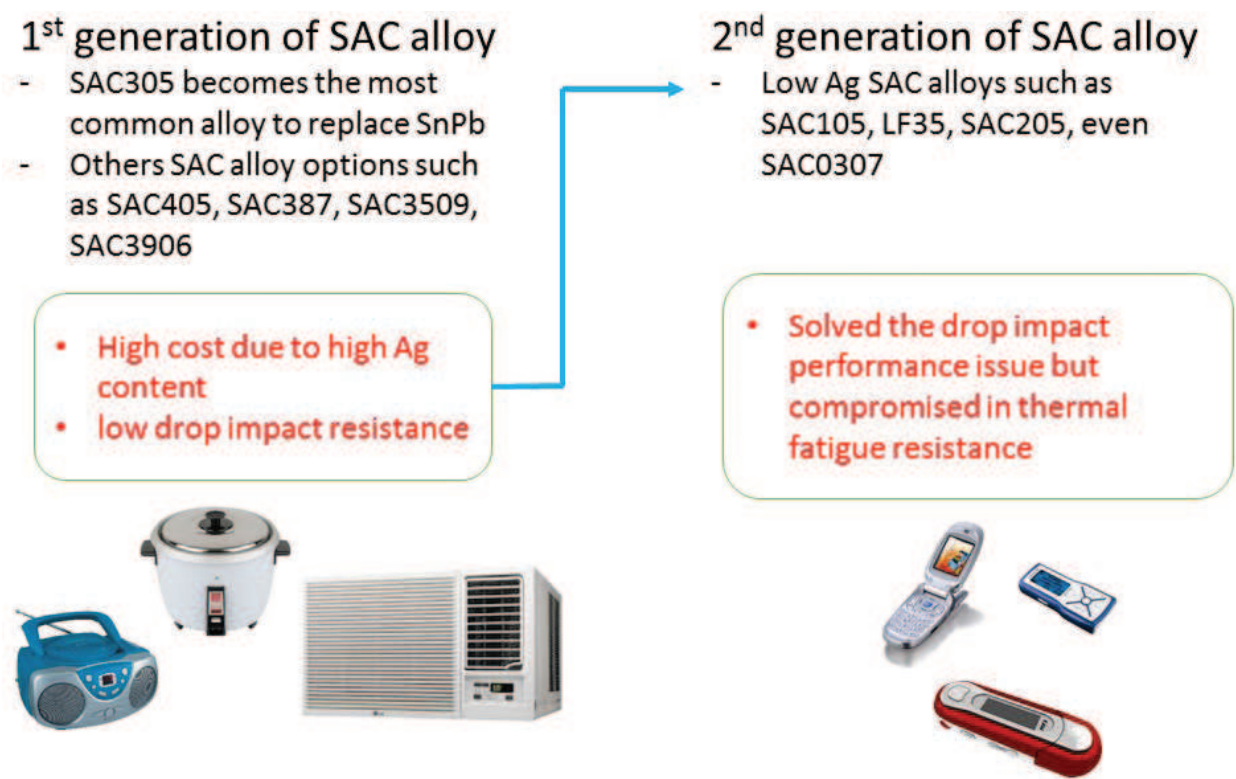 1st generation of SAC alloy
- SAC305 becomes the most
common alloy to replace SnPb
- Others SAC alloy options such
as SAC405, SAC387, SAC3509,
SAC3906
• High cost due to high Ag
content
• low drop impact resistance
2nd generation of SAC alloy
- Low Ag SAC alloys such as
SAC105, LF35, SAC205, even
SAC0307
• Solved the drop impact
performance issue but
compromised in thermal
fatigue resistance